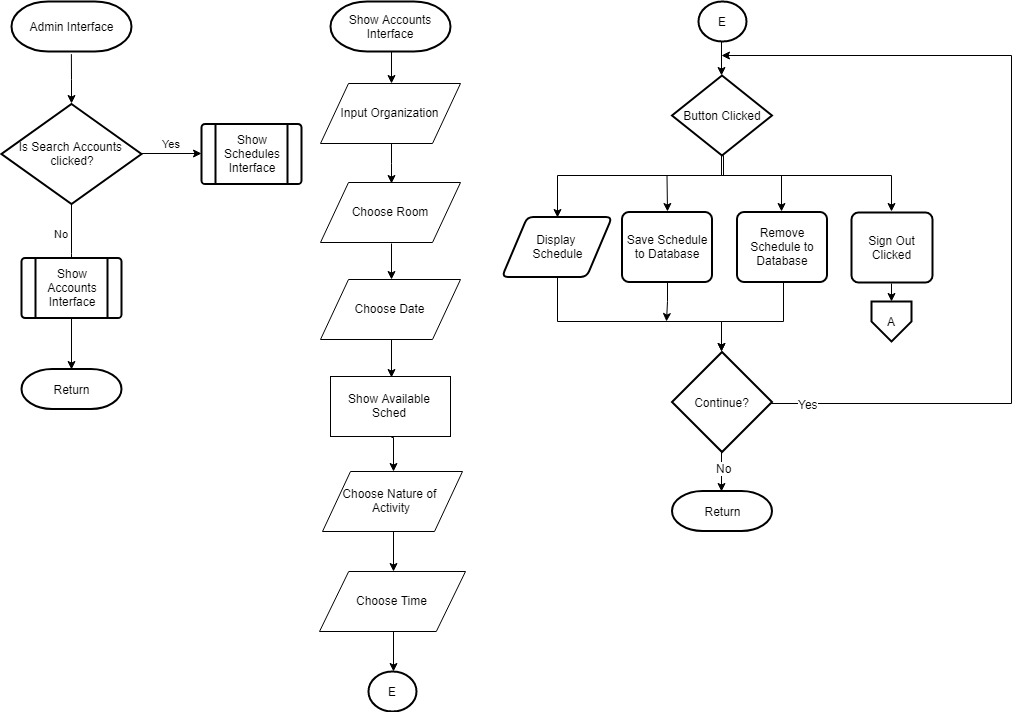 Admin Interface
Is Search Accounts
clicked?
Yes
Show
Schedules
Interface
No
Show
Accounts
Interface
Return
Show Accounts
Interface
Input Organization
Choose Room
Choose Date
Show Available
Sched
Choose Nature of
Activity
Choose Time
E
E
Button Clicked
Display
Schedule
Save Schedule
to Database
Remove
Schedule to
Database
Sign Out
Clicked
A
Continue?
Yes
No
Return